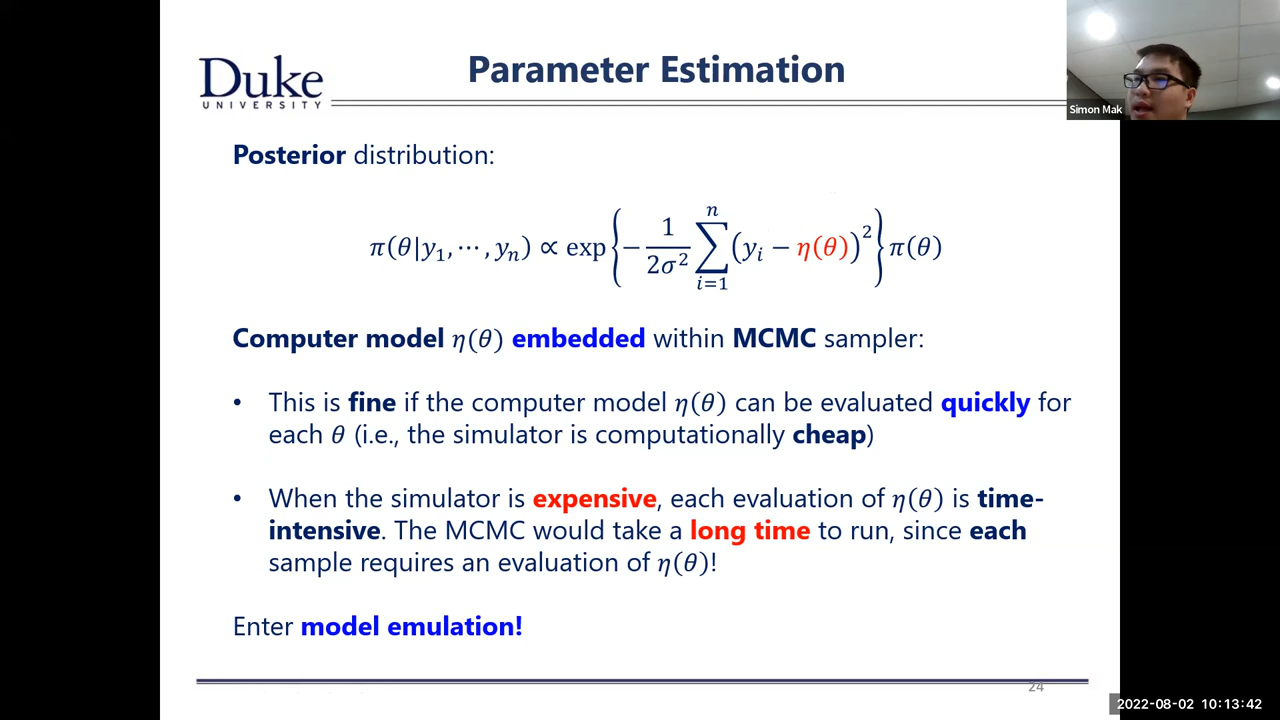 Duke
UNIVERSITY
Parameter Estimation
Simon Mak
Posterior distribution:
π(θ|y₁, ⋯, yₙ) ∝ exp{−1/2σ² ∑ⁿᵢ₌₁(yᵢ − η(θ))²}π(θ)
Computer model η(θ) embedded within MCMC sampler:
• This is fine if the computer model η(θ) can be evaluated quickly for
each θ (i.e., the simulator is computationally cheap)
• When the simulator is expensive, each evaluation of η(θ) is time-
intensive. The MCMC would take a long time to run, since each
sample requires an evaluation of η(θ)!
Enter model emulation!
24
2022-08-02 10:13:42